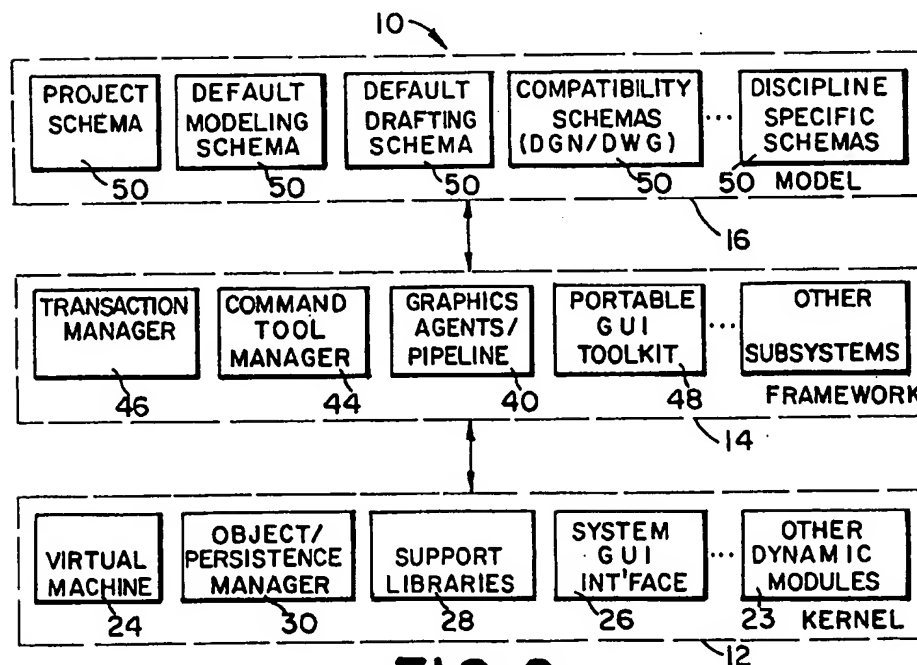 10
PROJECT SCHEMA
50
DEFAULT MODELING SCHEMA
50
DEFAULT DRAFTING SCHEMA
50
COMPATIBILITY SCHEMAS (DGN/DWG)
50
...
DISCIPLINE SPECIFIC SCHEMAS
50
MODEL
16
TRANSACTION MANAGER
46
COMMAND TOOL MANAGER
44
GRAPHICS AGENTS/ PIPELINE
40
PORTABLE GUI TOOLKIT
48
...
OTHER SUBSYSTEMS
FRAMEWORK
14
VIRTUAL MACHINE
24
OBJECT/ PERSISTENCE MANAGER
30
SUPPORT LIBRARIES
28
SYSTEM GUI INT'FACE
26
...
OTHER DYNAMIC MODULES
23
KERNEL
12